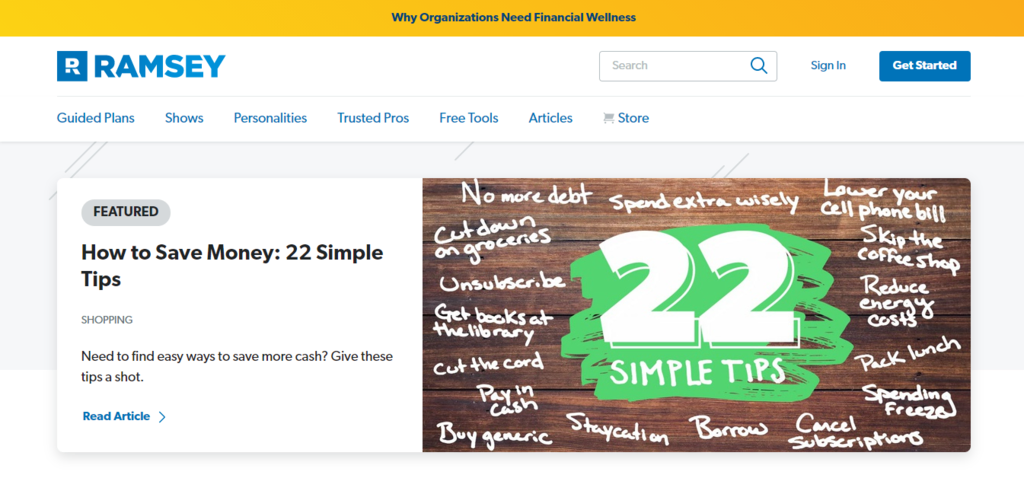 Why Organizations Need Financial Wellness
R RAMSEY
Search
Sign In
Get Started
Guided Plans
Shows
Personalities
Trusted Pros
Free Tools
Articles
Store
FEATURED
How to Save Money: 22 Simple
Tips
SHOPPING
Need to find easy ways to save more cash? Give these
tips a shot.
Read Article
No more debt
Spend extra wisely
Lower your
cell phone bill
Cut down
on groceries
Skip the
coffee shop
Unsubscribe
22
Reduce
energy
costs
Get books at
the library
SIMPLE TIPS
Cut the cord
Pack lunch
Pay in
Cash
Spending
Freeze
Buy generic
Staycation
Borrow
Cancel
Subscriptions